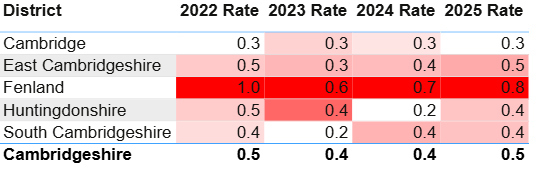 District 2022 Rate 2023 Rate 2024 Rate 2025 Rate
Cambridge 0.3 0.3 0.3 0.3
East Cambridgeshire 0.5 0.3 0.4 0.5
Fenland 1.0 0.6 0.7 0.8
Huntingdonshire 0.5 0.4 0.2 0.4
South Cambridgeshire 0.4 0.2 0.4 0.4
Cambridgeshire 0.5 0.4 0.4 0.5